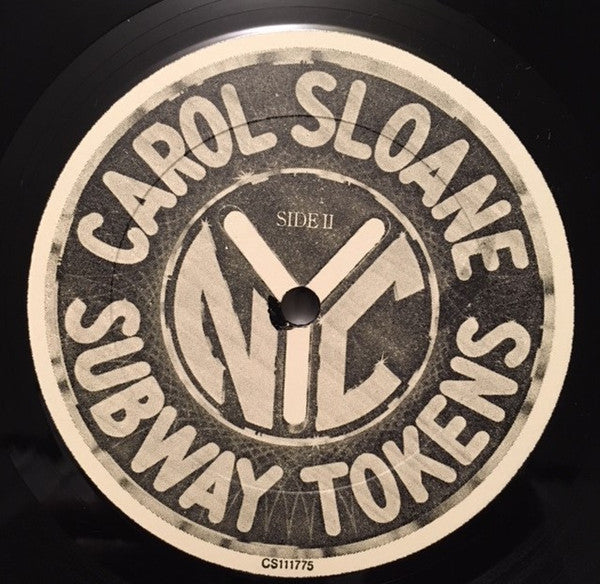 CAROL SLOANE
SIDE II
NYC
SUBWAY TOKENS
CS111775